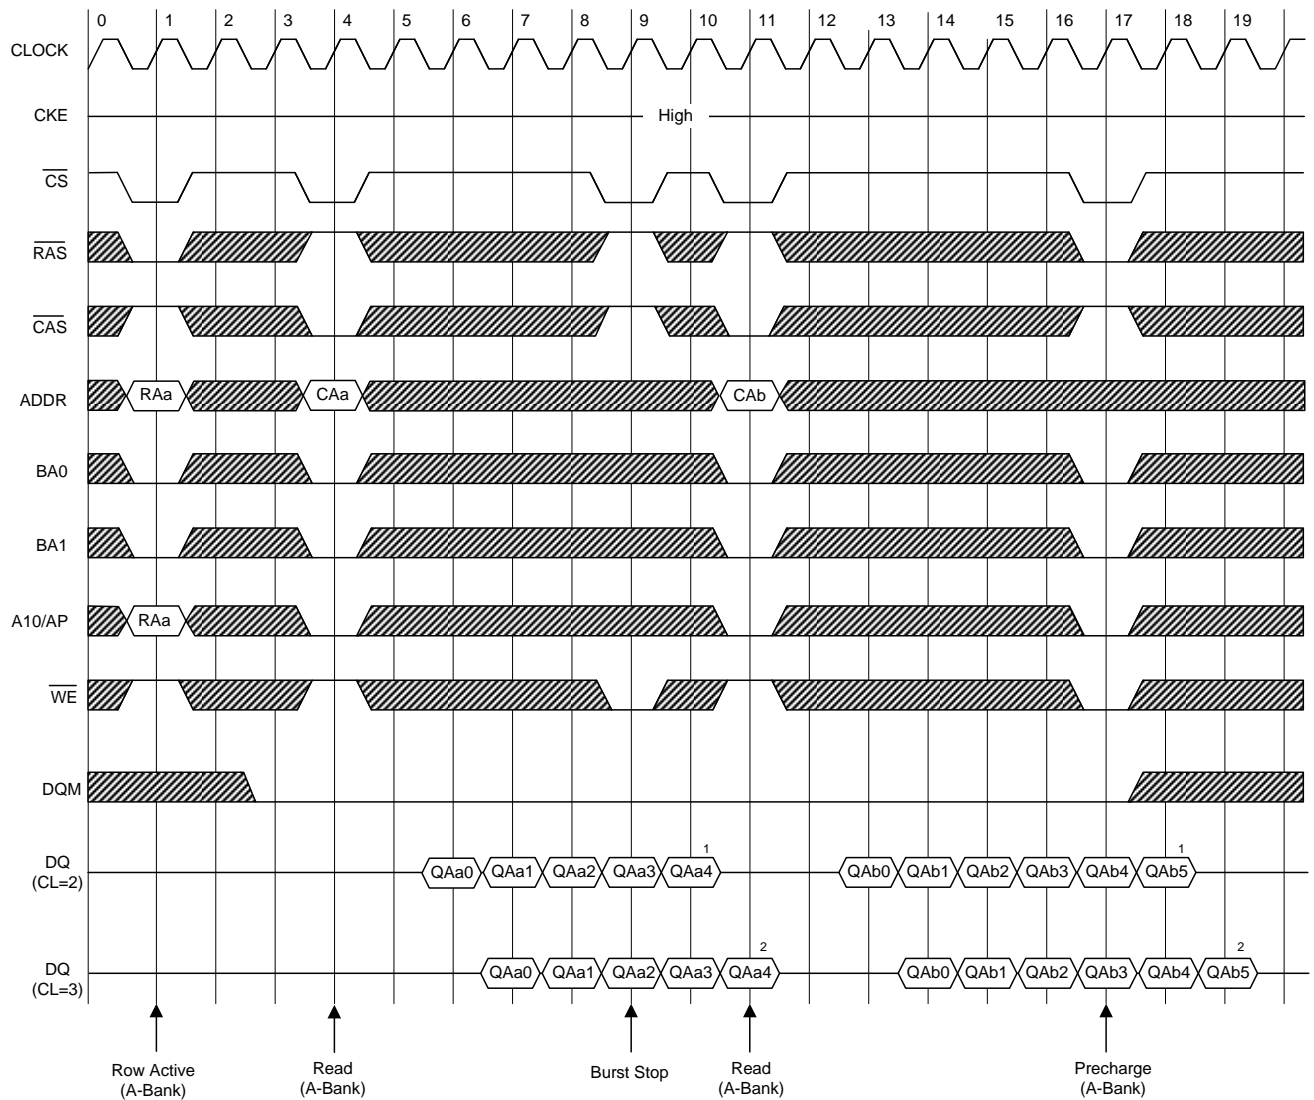 0 1 2 3 4 5 6 7 8 9 10 11 12 13 14 15 16 17 18 19
CLOCK
CKE High
CS
RAS
CAS
ADDR RAa CAa CAb
BA0
BA1
A10/AP RAa
WE
DQM
1 1
DQ
(CL=2) QAa0 QAa1 QAa2 QAa3 QAa4 QAb0 QAb1 QAb2 QAb3 QAb4 QAb5
2 2
DQ
(CL=3) QAa0 QAa1 QAa2 QAa3 QAa4 QAb0 QAb1 QAb2 QAb3 QAb4 QAb5
Row Active
(A-Bank)
Read
(A-Bank)
Burst Stop
Read
(A-Bank)
Precharge
(A-Bank)